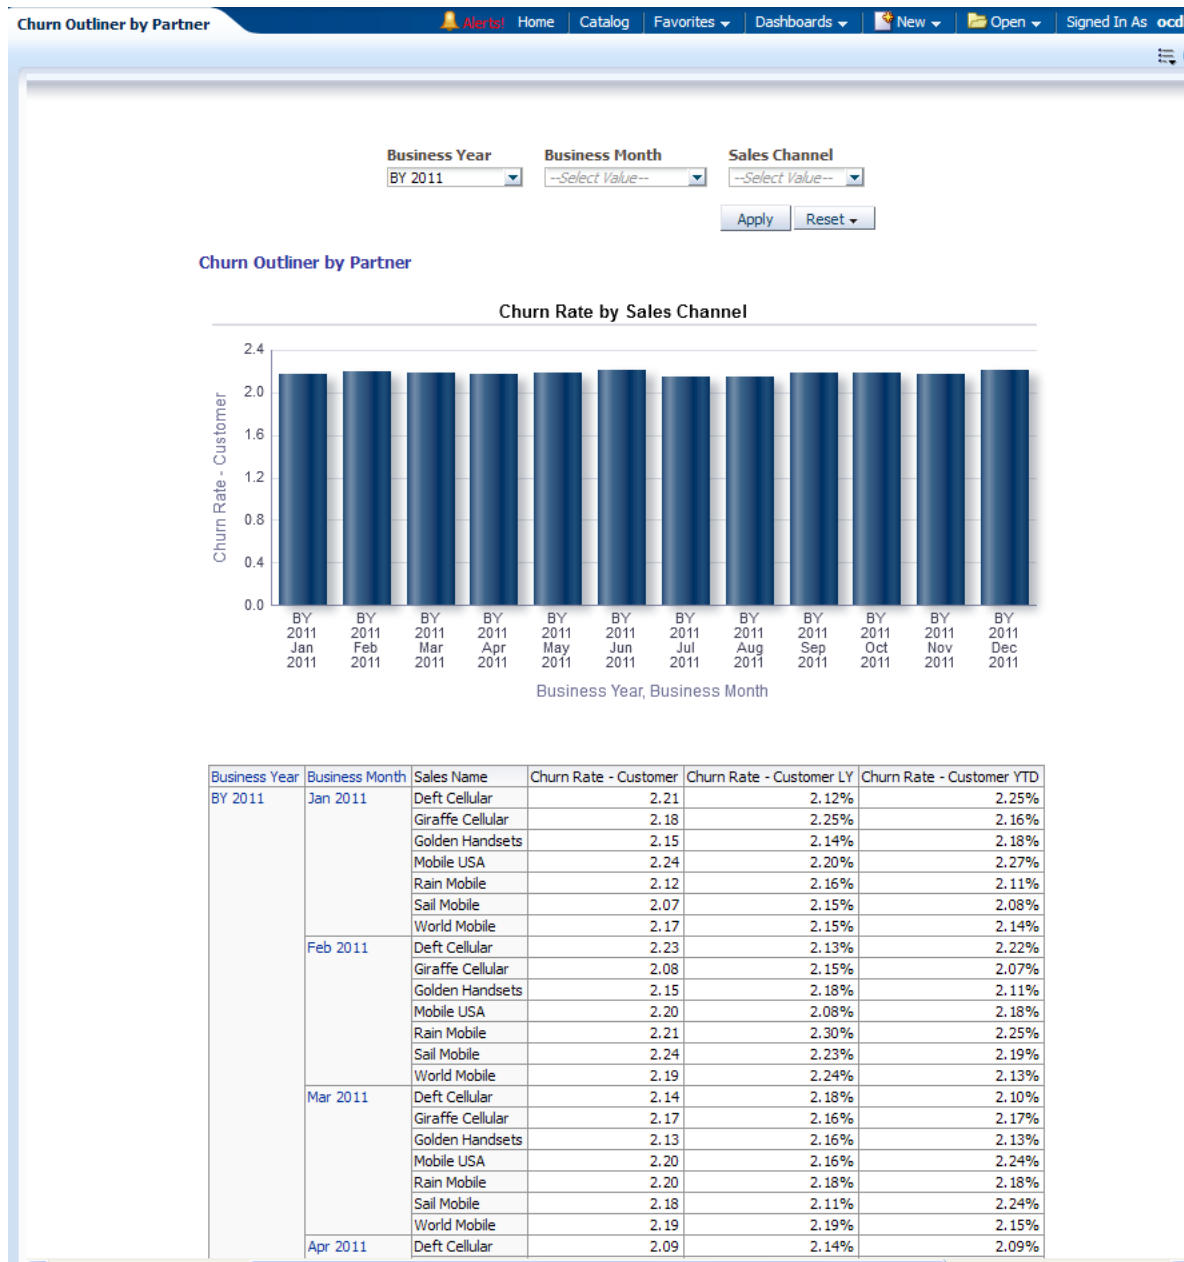 Churn Outliner by Partner
Alerts! Home Catalog Favorites Dashboards New Open Signed In As ocd
Business Year Business Month Sales Channel
BY 2011 --Select Value-- --Select Value--
Apply Reset
Churn Outliner by Partner
Churn Rate by Sales Channel
2.4
2.0
1.6
1.2
0.8
0.4
0.0
Churn Rate - Customer
BY 2011 Jan 2011
BY 2011 Feb 2011
BY 2011 Mar 2011
BY 2011 Apr 2011
BY 2011 May 2011
BY 2011 Jun 2011
BY 2011 Jul 2011
BY 2011 Aug 2011
BY 2011 Sep 2011
BY 2011 Oct 2011
BY 2011 Nov 2011
BY 2011 Dec 2011
Business Year, Business Month
Business Year Business Month Sales Name Churn Rate - Customer Churn Rate - Customer LY Churn Rate - Customer YTD
BY 2011 Jan 2011 Deft Cellular 2.21 2.12% 2.25%
Giraffe Cellular 2.18 2.25% 2.16%
Golden Handsets 2.15 2.14% 2.18%
Mobile USA 2.24 2.20% 2.27%
Rain Mobile 2.12 2.16% 2.11%
Sail Mobile 2.07 2.15% 2.08%
World Mobile 2.17 2.15% 2.14%
Feb 2011 Deft Cellular 2.23 2.13% 2.22%
Giraffe Cellular 2.08 2.15% 2.07%
Golden Handsets 2.15 2.18% 2.11%
Mobile USA 2.20 2.08% 2.18%
Rain Mobile 2.21 2.30% 2.25%
Sail Mobile 2.24 2.23% 2.19%
World Mobile 2.19 2.24% 2.13%
Mar 2011 Deft Cellular 2.14 2.18% 2.10%
Giraffe Cellular 2.17 2.16% 2.17%
Golden Handsets 2.13 2.16% 2.13%
Mobile USA 2.20 2.16% 2.24%
Rain Mobile 2.20 2.18% 2.18%
Sail Mobile 2.18 2.11% 2.24%
World Mobile 2.19 2.19% 2.15%
Apr 2011 Deft Cellular 2.09 2.14% 2.09%